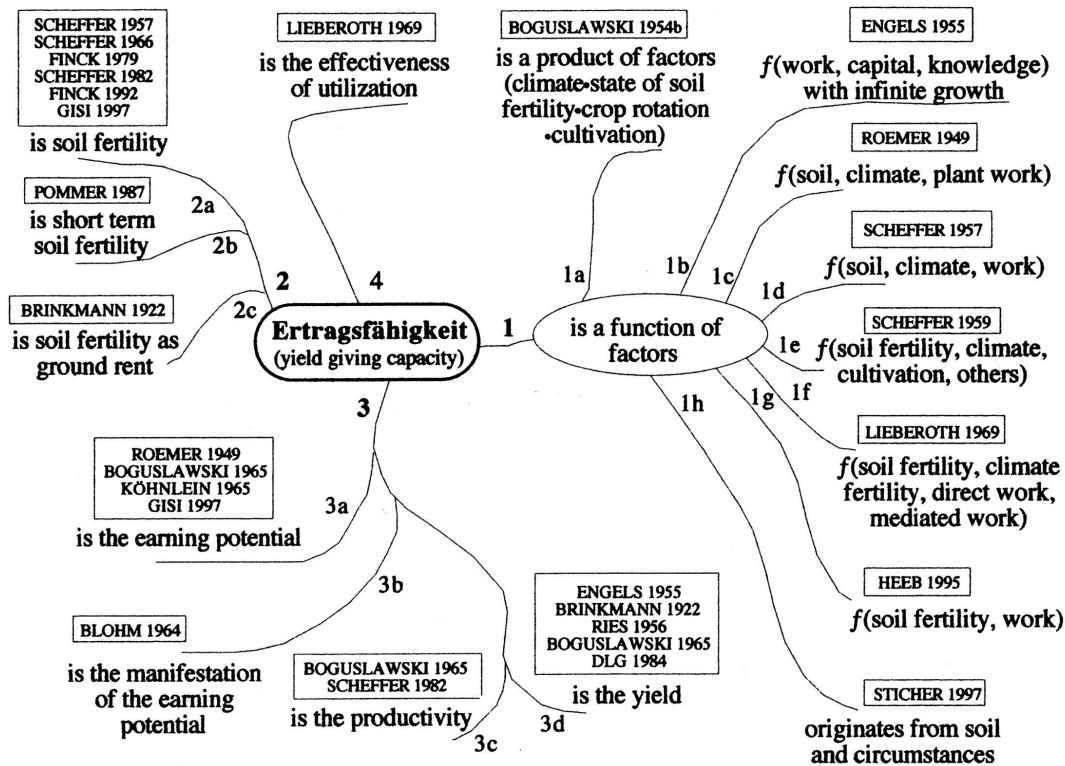 SCHEFFER 1957
SCHEFFER 1966
FINCK 1979
SCHEFFER 1982
FINCK 1992
GISI 1997
is soil fertility
POMMER 1987
is short term
soil fertility
BRINKMANN 1922
is soil fertility as
ground rent
2a
2b
2c
2
LIEBEROTH 1969
is the effectiveness
of utilization
4
Ertragsfähigkeit
(yield giving capacity)
1
is a function of
factors
BOGUSLAWSKI 1954b
is a product of factors
(climate•state of soil
fertility•crop rotation
•cultivation)
1a
ENGELS 1955
f(work, capital, knowledge)
with infinite growth
1b
ROEMER 1949
f(soil, climate, plant work)
1c
SCHEFFER 1957
f(soil, climate, work)
1d
SCHEFFER 1959
f(soil fertility, climate,
cultivation, others)
1e
LIEBEROTH 1969
f(soil fertility, climate
fertility, direct work,
mediated work)
1f
HEEB 1995
f(soil fertility, work)
1g
STICHER 1997
originates from soil
and circumstances
1h
3
ROEMER 1949
BOGUSLAWSKI 1965
KÖHNLEIN 1965
GISI 1997
is the earning potential
3a
BLOHM 1964
is the manifestation
of the earning
potential
3b
BOGUSLAWSKI 1965
SCHEFFER 1982
is the productivity
3c
ENGELS 1955
BRINKMANN 1922
RIES 1956
BOGUSLAWSKI 1965
DLG 1984
is the yield
3d